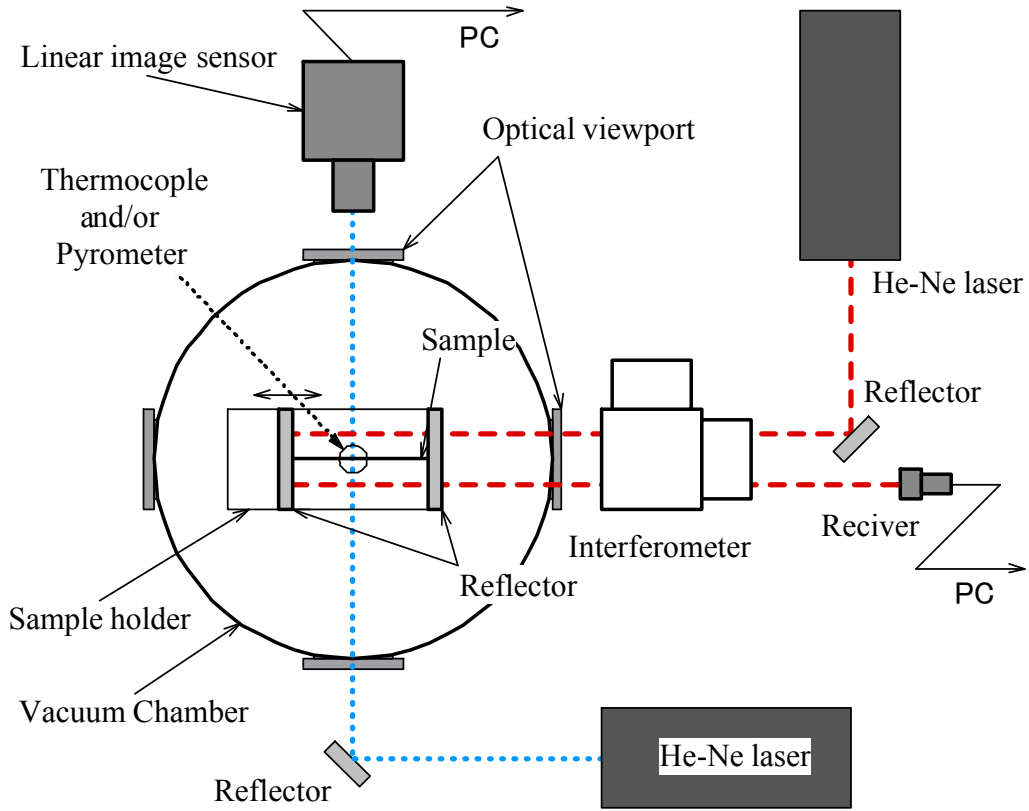 PC
Linear image sensor
Optical viewport
Thermocople
and/or
Pyrometer
He-Ne laser
Sample
Reflector
Interferometer
Reciver
Reflector
PC
Sample holder
Vacuum Chamber
He-Ne laser
Reflector